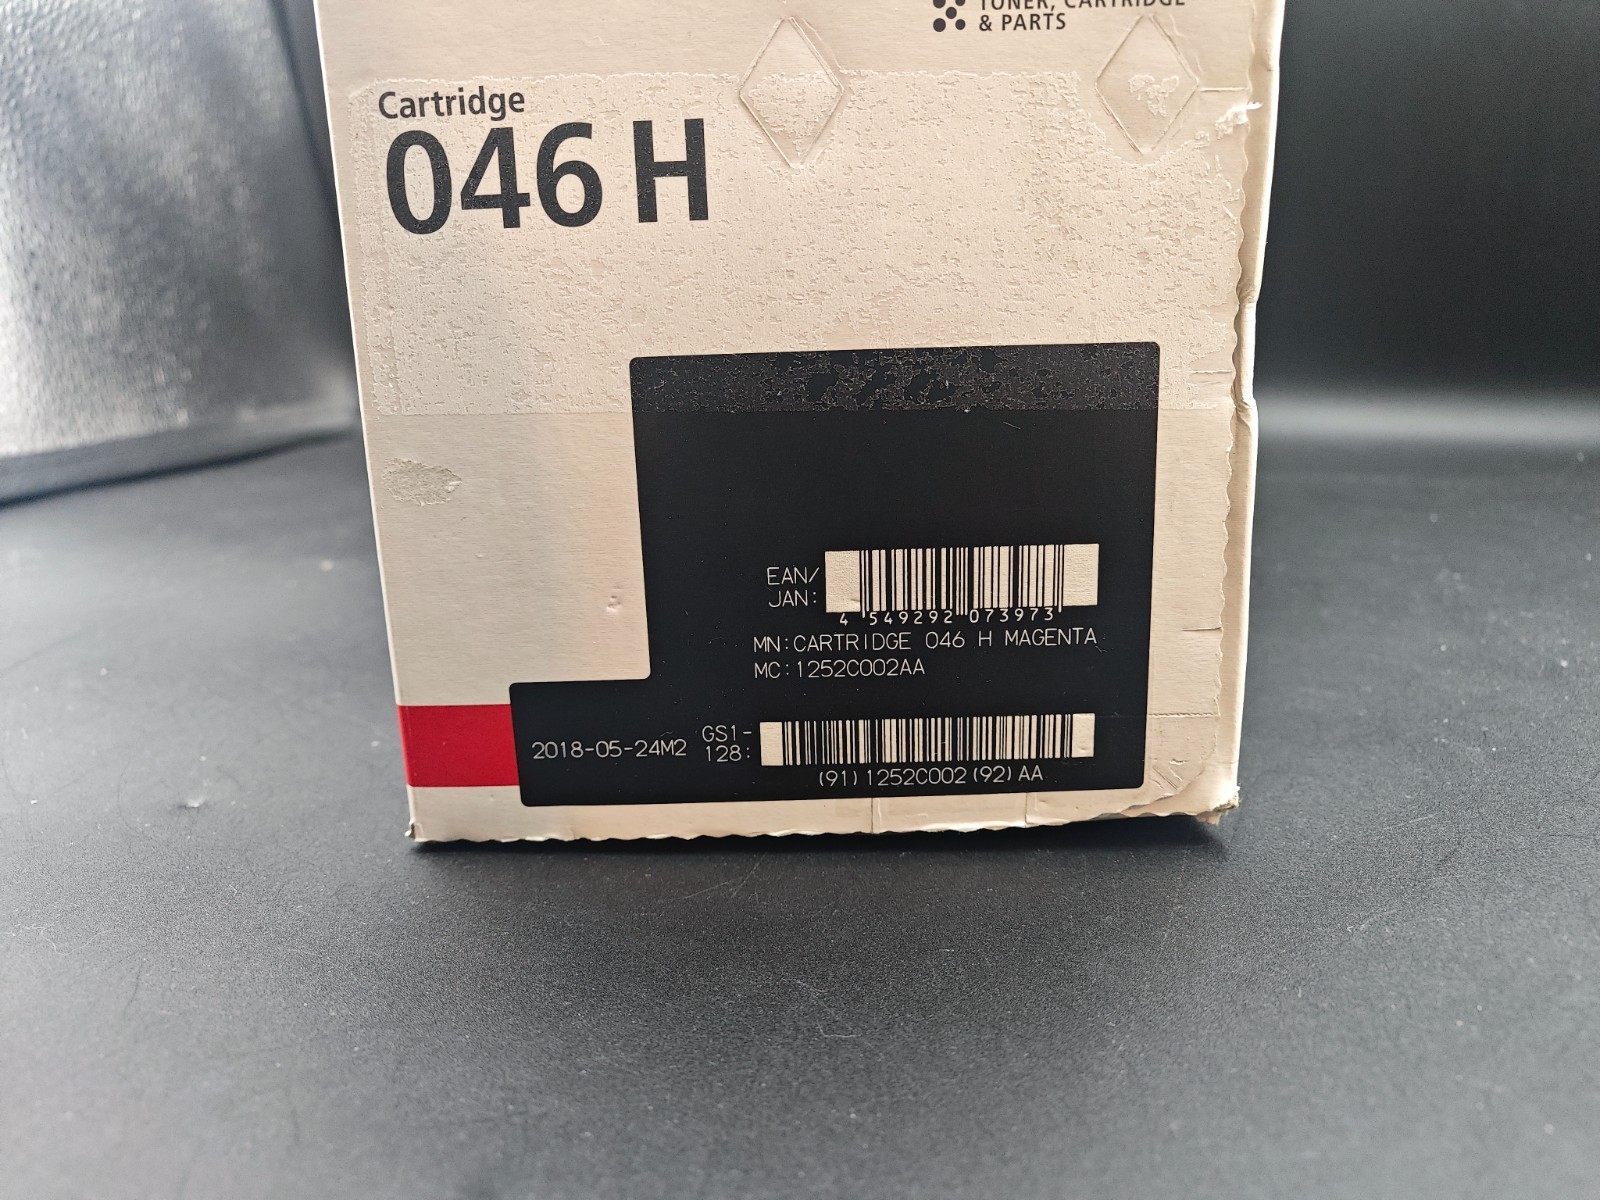 TONER, CARTRIDGE
& PARTS
Cartridge
046 H
EAN/
JAN:
4 549292 073973
MN:CARTRIDGE 046 H MAGENTA
MC:1252C002AA
2018-05-24M2
GS1-
128:
(91)1252C002(92)AA